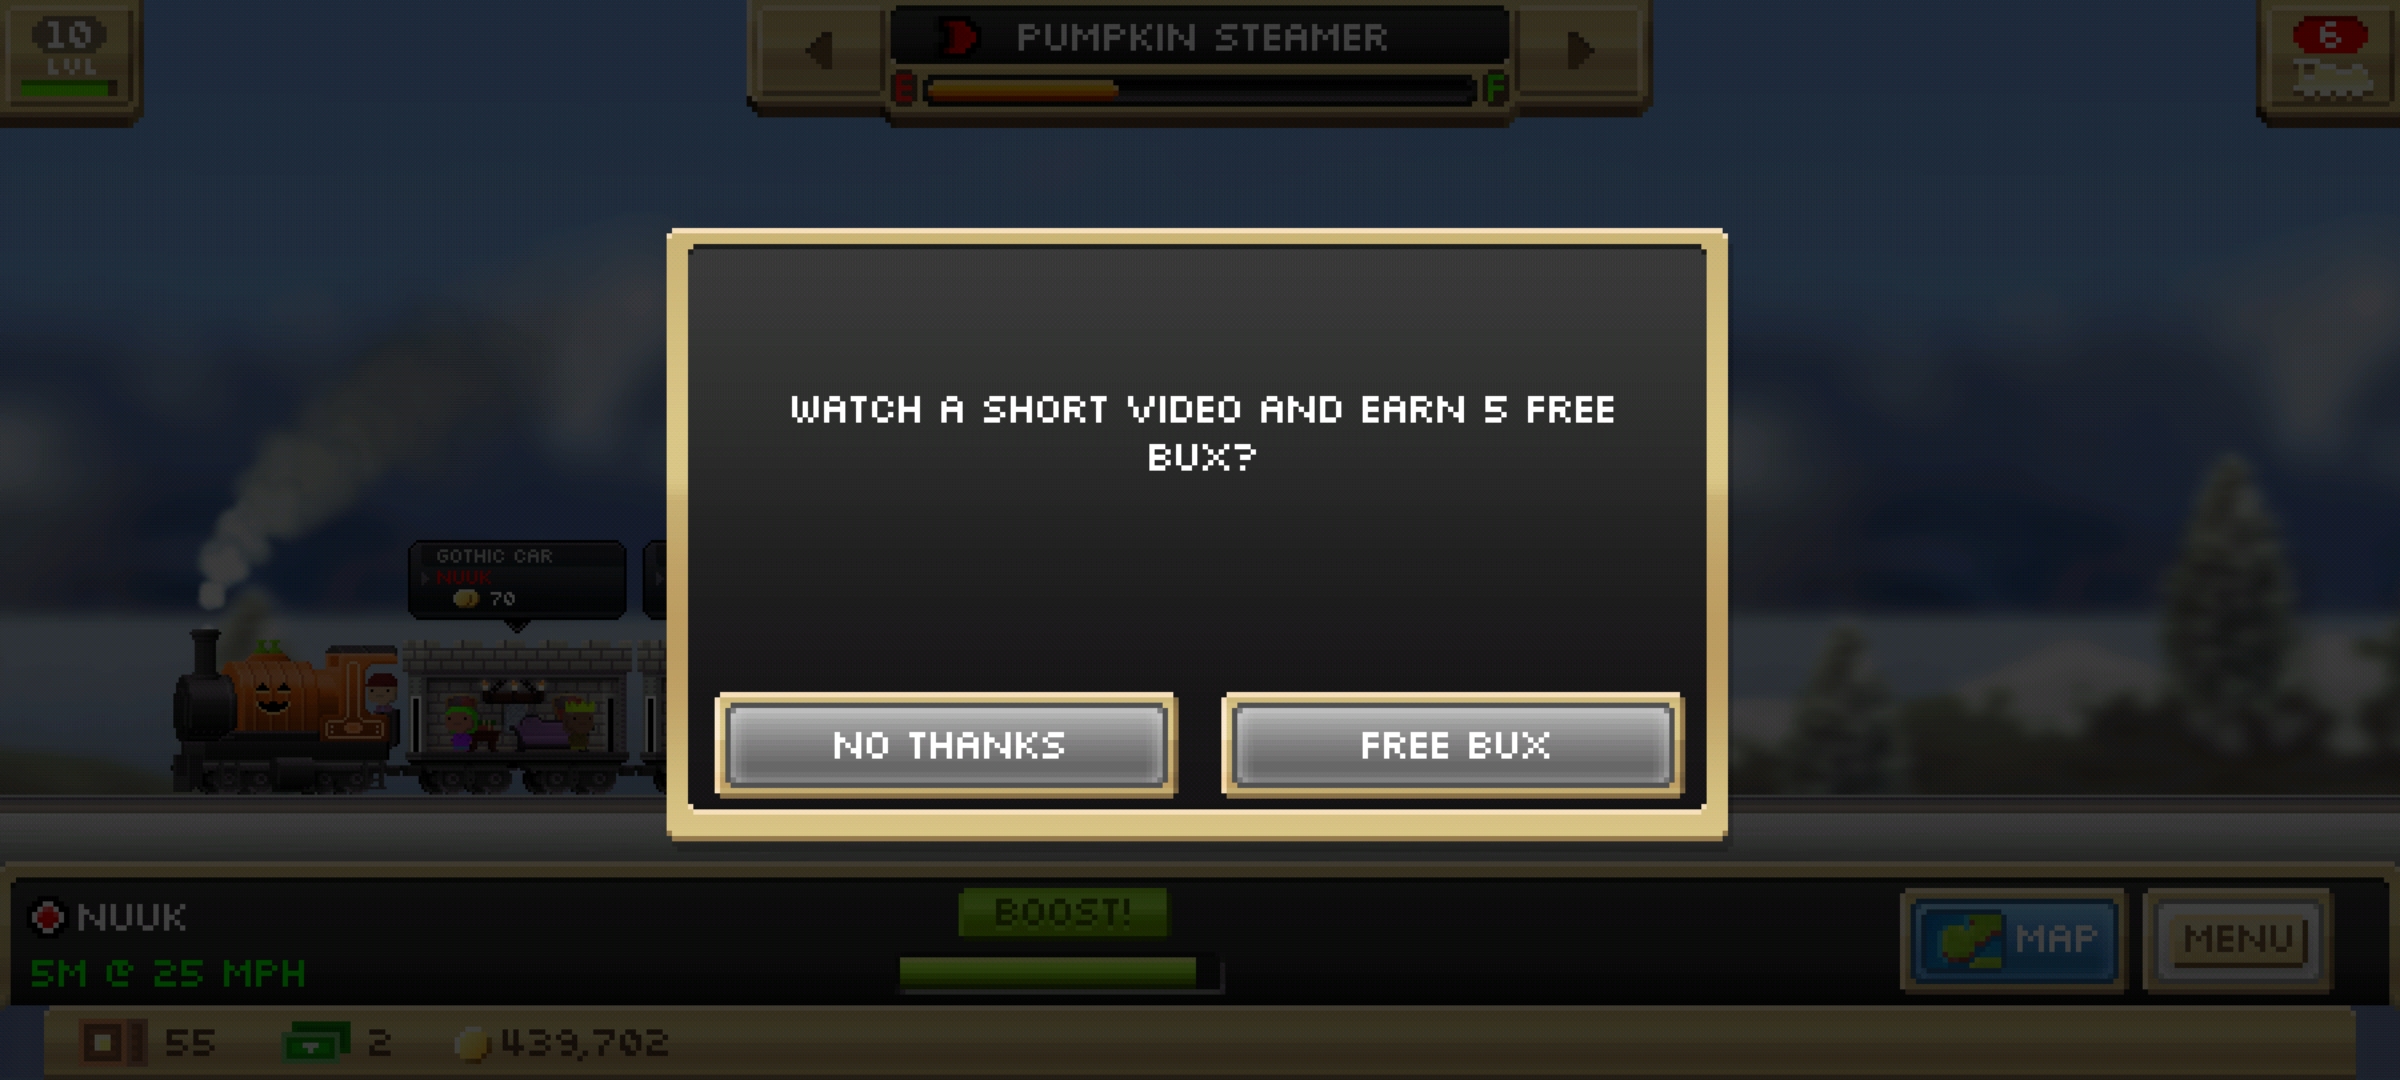 10
LVL
PUMPKIN STEAMER
E F
6
WATCH A SHORT VIDEO AND EARN 5 FREE
BUX?
GOTHIC CAR
NUUK
70
NO THANKS
FREE BUX
NUUK
5M @ 25 MPH
BOOST!
MAP
MENU
55
2
439,702